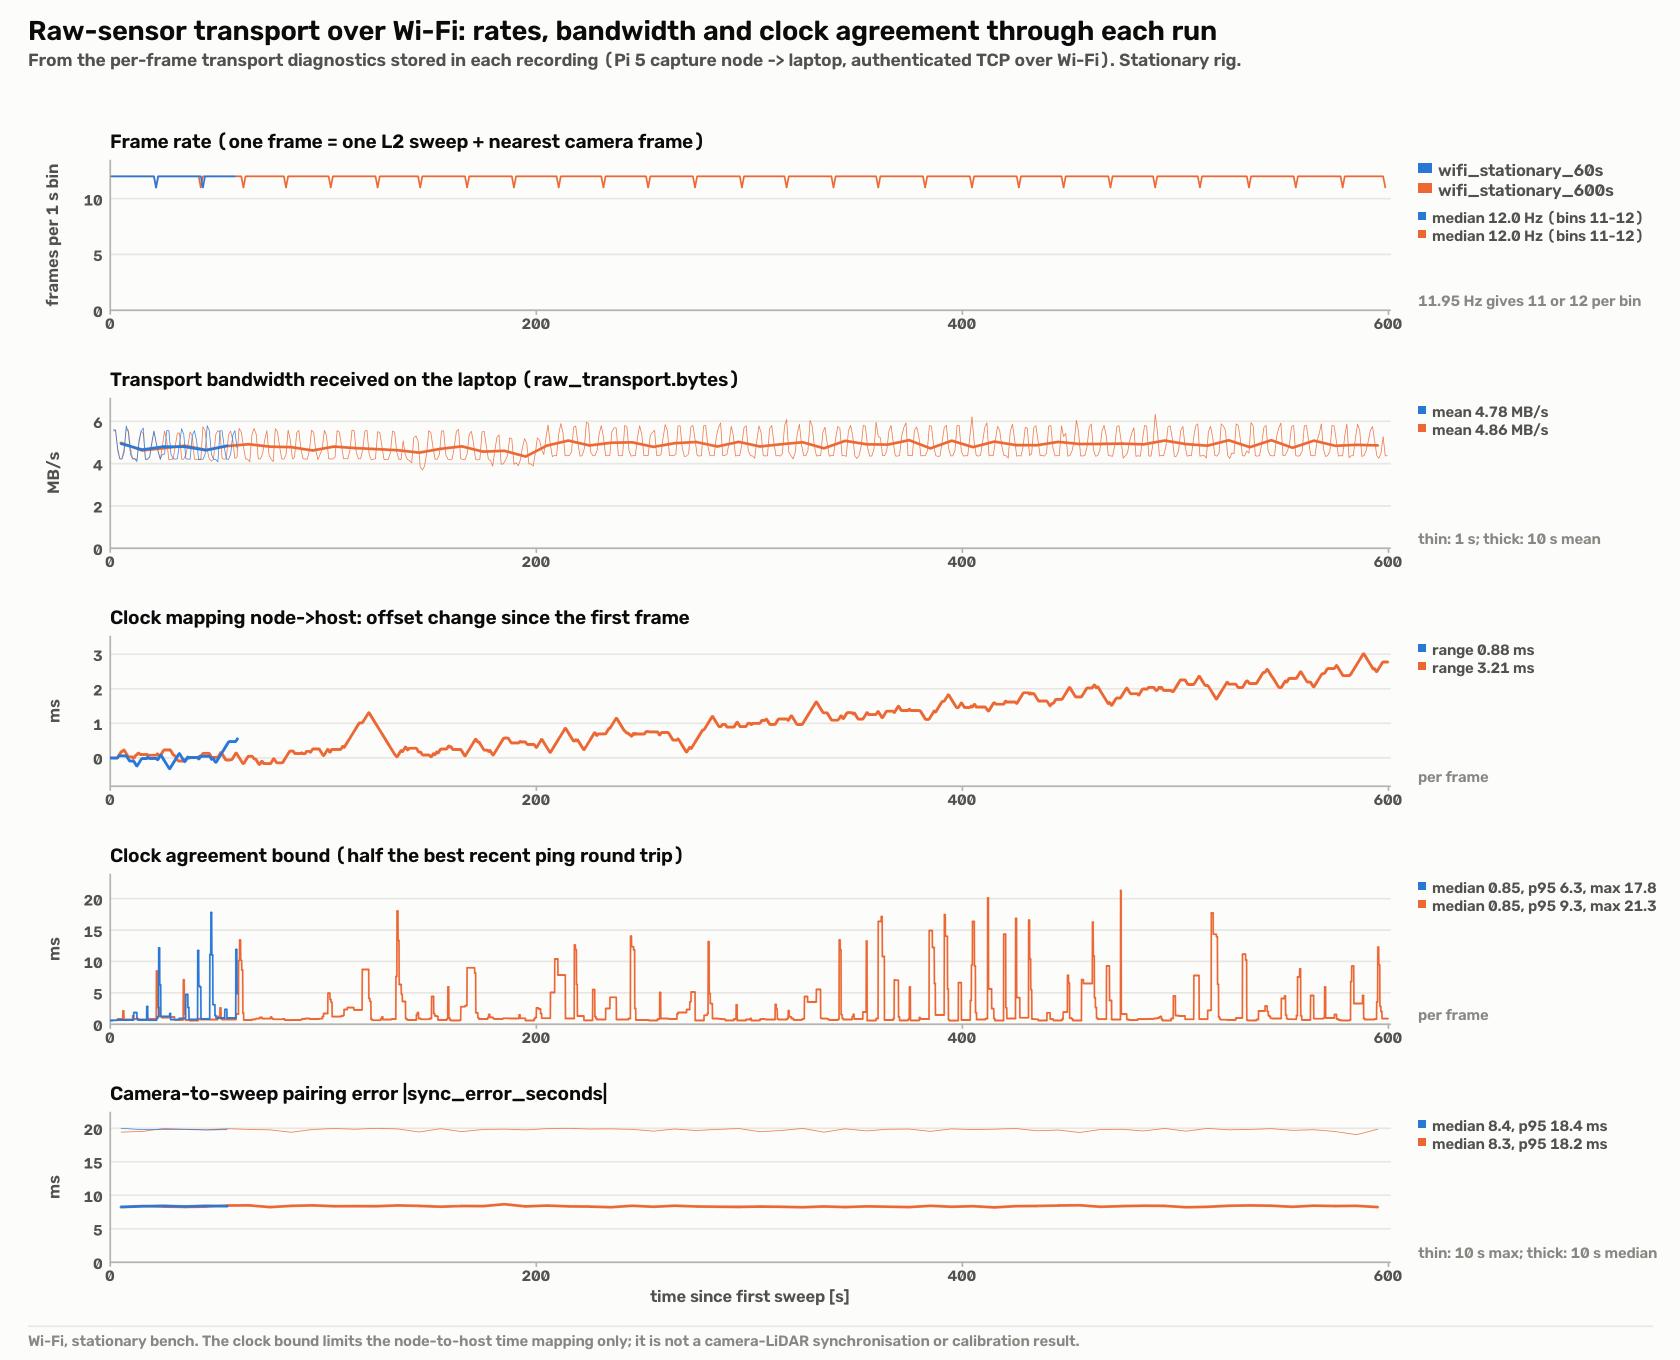 Raw-sensor transport over Wi-Fi: rates, bandwidth and clock agreement through each run
From the per-frame transport diagnostics stored in each recording (Pi 5 capture node -> laptop, authenticated TCP over Wi-Fi). Stationary rig.
Frame rate (one frame = one L2 sweep + nearest camera frame)
frames per 1 s bin
10
5
0
0
200
400
600
wifi_stationary_60s
wifi_stationary_600s
median 12.0 Hz (bins 11-12)
median 12.0 Hz (bins 11-12)
11.95 Hz gives 11 or 12 per bin
Transport bandwidth received on the laptop (raw_transport.bytes)
MB/s
6
4
2
0
0
200
400
600
mean 4.78 MB/s
mean 4.86 MB/s
thin: 1 s; thick: 10 s mean
Clock mapping node->host: offset change since the first frame
ms
3
2
1
0
0
200
400
600
range 0.88 ms
range 3.21 ms
per frame
Clock agreement bound (half the best recent ping round trip)
ms
20
15
10
5
0
0
200
400
600
median 0.85, p95 6.3, max 17.8
median 0.85, p95 9.3, max 21.3
per frame
Camera-to-sweep pairing error |sync_error_seconds|
ms
20
15
10
5
0
0
200
400
600
median 8.4, p95 18.4 ms
median 8.3, p95 18.2 ms
thin: 10 s max; thick: 10 s median
time since first sweep [s]
Wi-Fi, stationary bench. The clock bound limits the node-to-host time mapping only; it is not a camera-LiDAR synchronisation or calibration result.